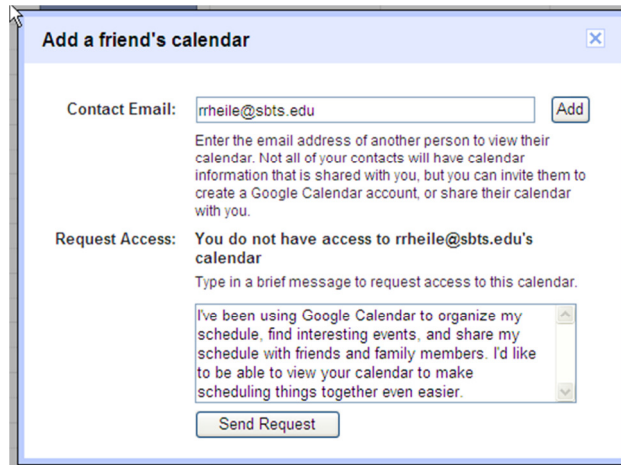 Add a friend's calendar
Contact Email: rrheile@sbts.edu Add
Enter the email address of another person to view their
calendar. Not all of your contacts will have calendar
information that is shared with you, but you can invite them to
create a Google Calendar account, or share their calendar
with you.
Request Access: You do not have access to rrheile@sbts.edu's
calendar
Type in a brief message to request access to this calendar.
I've been using Google Calendar to organize my
schedule, find interesting events, and share my
schedule with friends and family members. I'd like
to be able to view your calendar to make
scheduling things together even easier.
Send Request